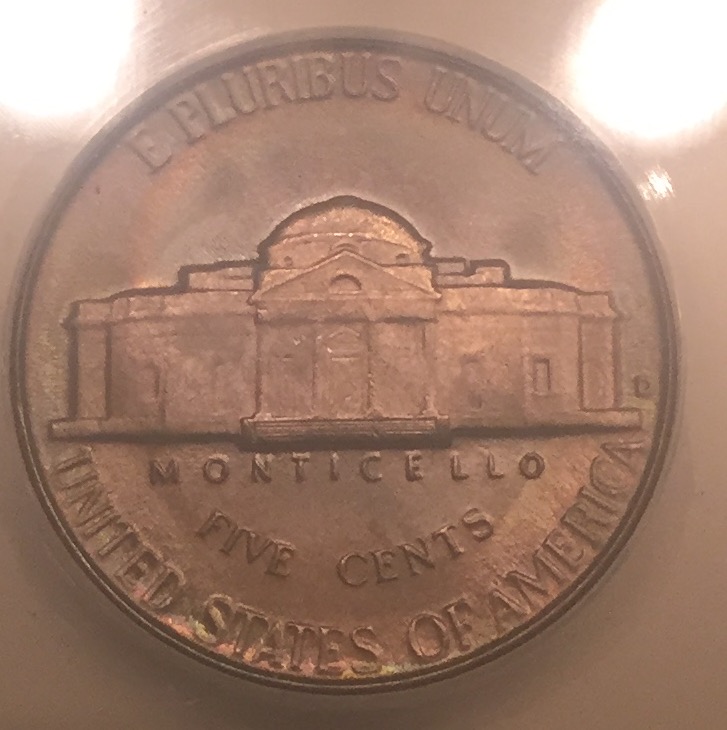 E PLURIBUS UNUM
D
MONTICELLO
FIVE CENTS
UNITED STATES OF AMERICA